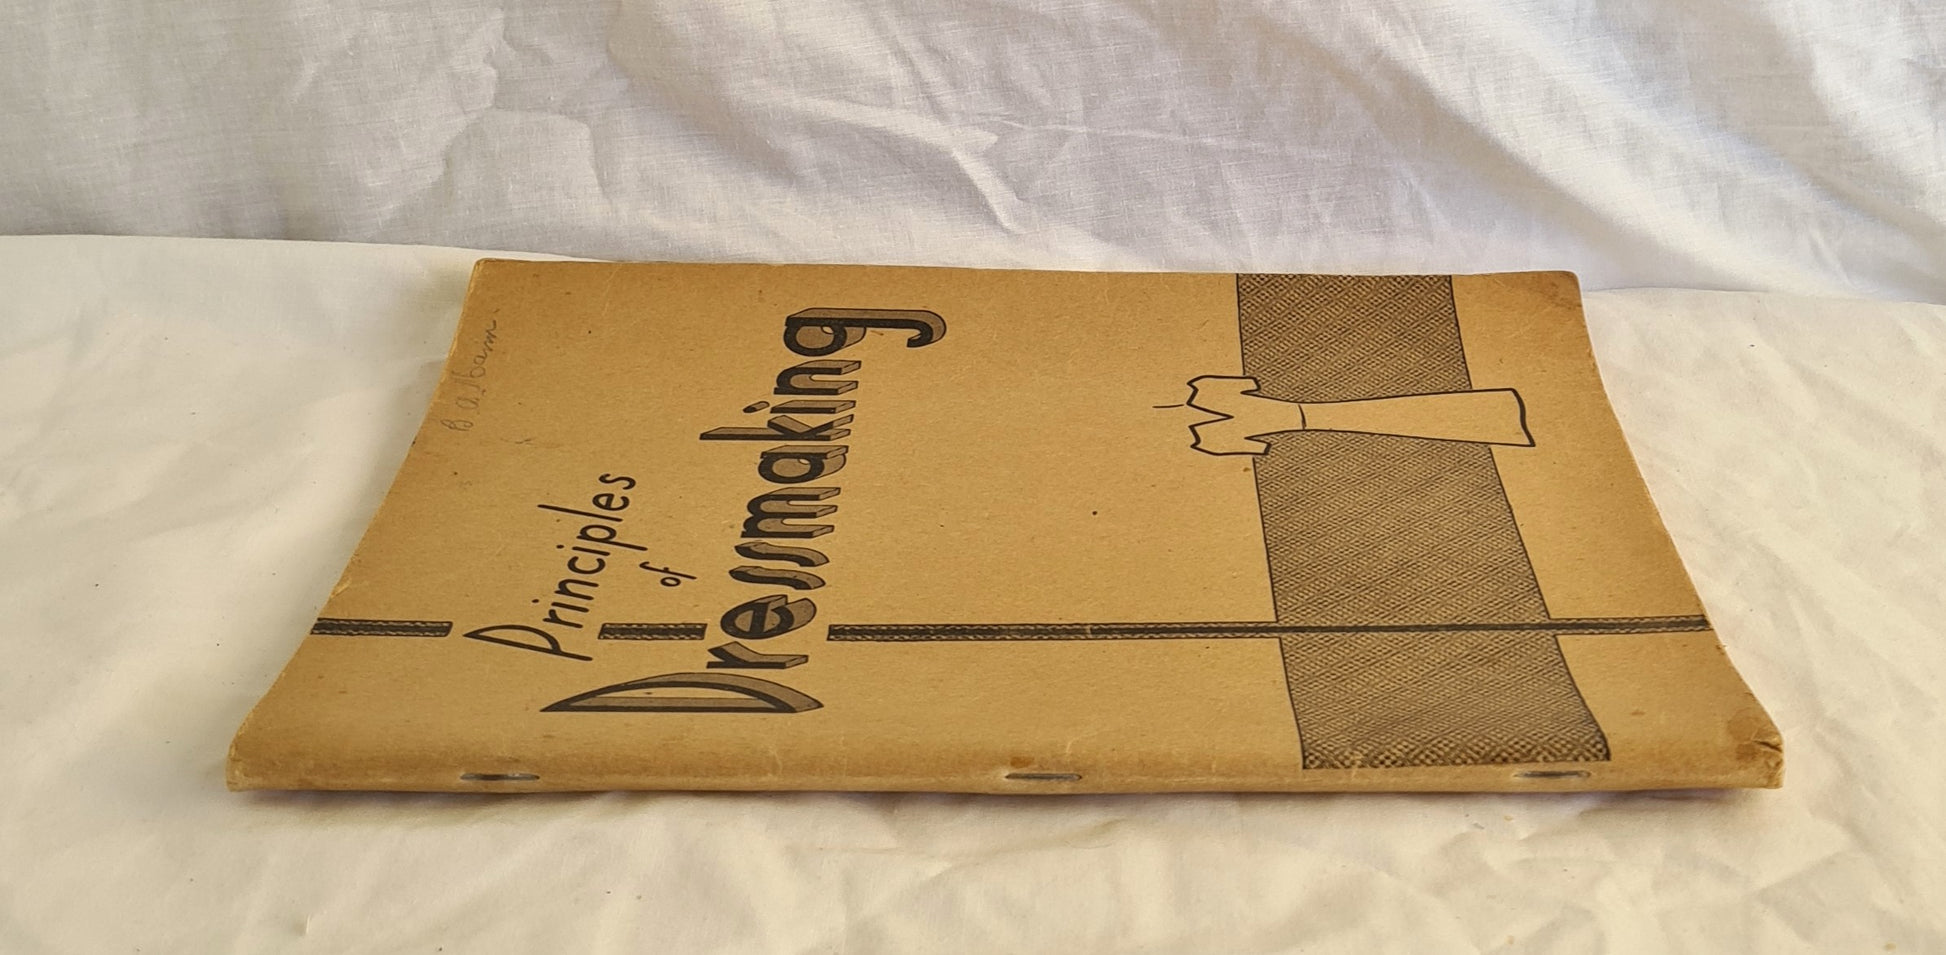 Principles
of
Dressmaking